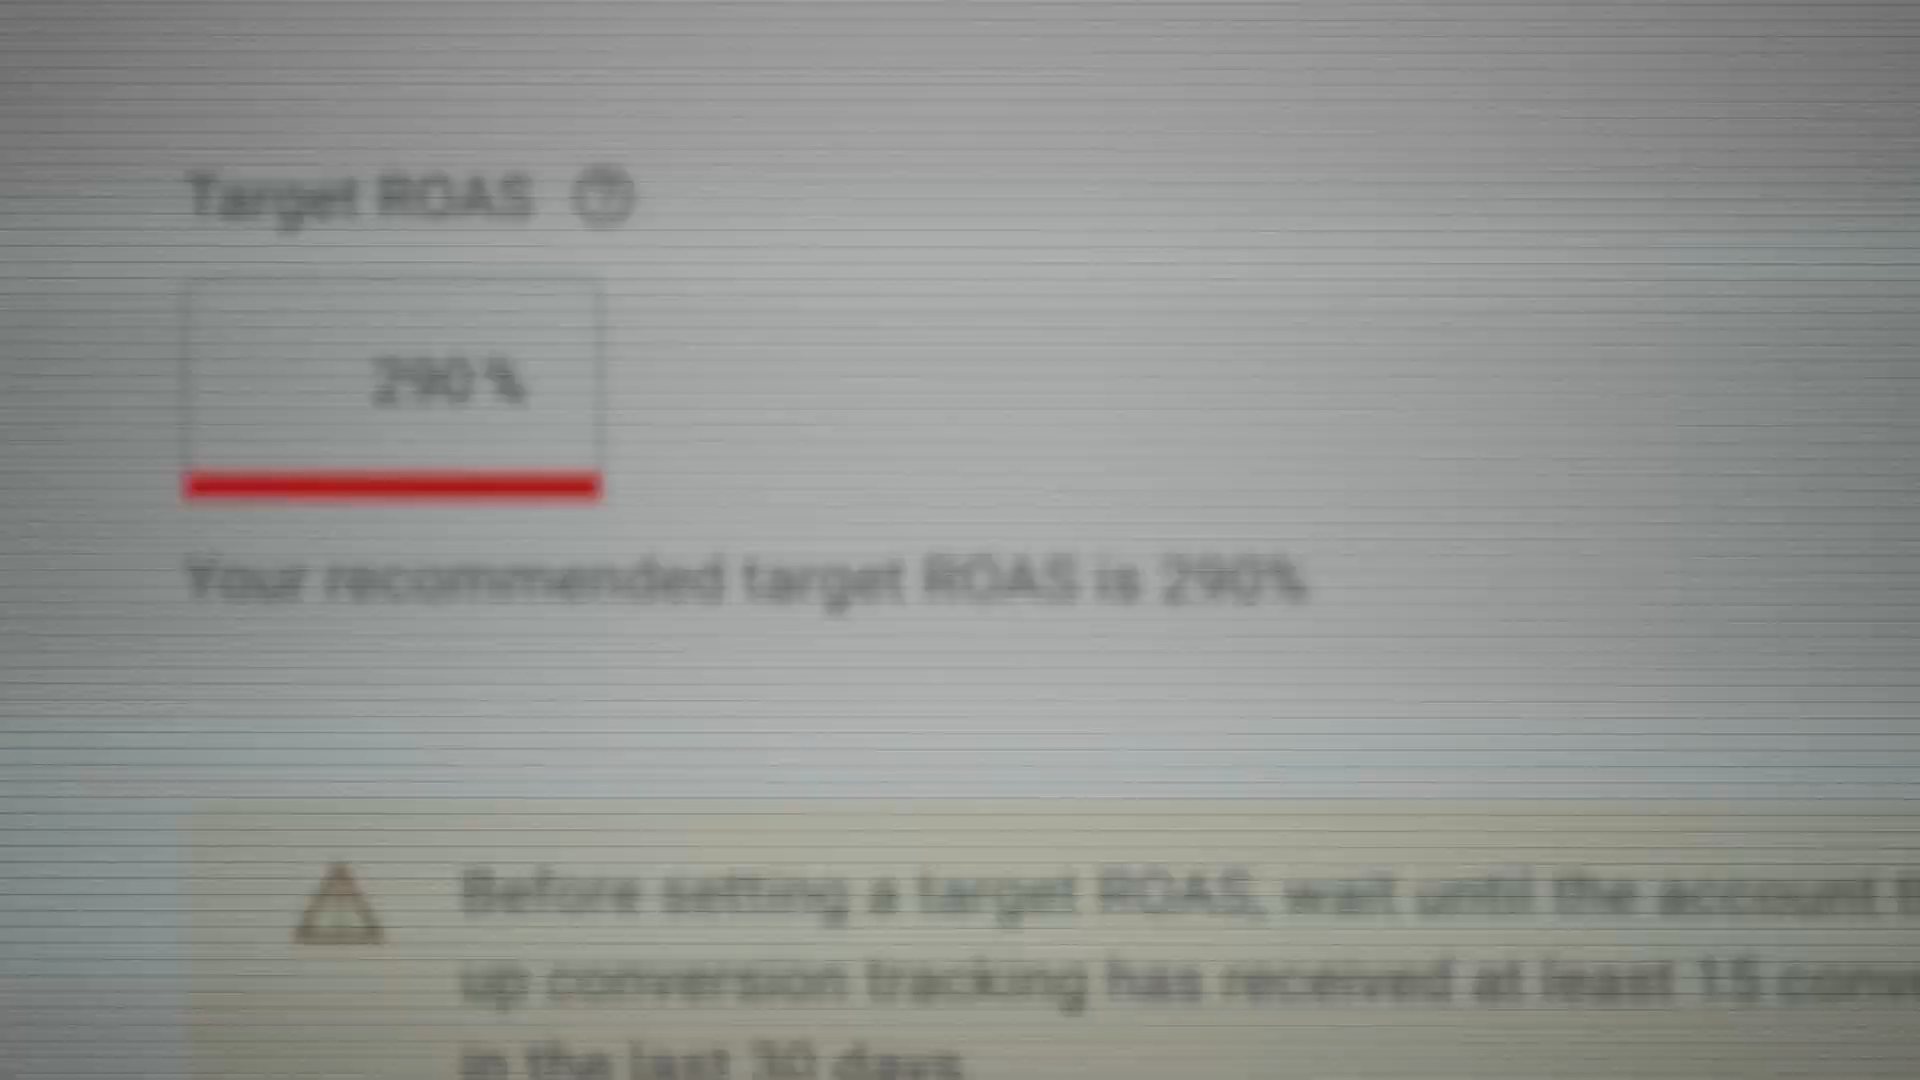 Target ROAS ?
290 %
Your recommended target ROAS is 290%
Before setting a target ROAS, wait until the account
up conversion tracking has received at least 15
in the last 30 days